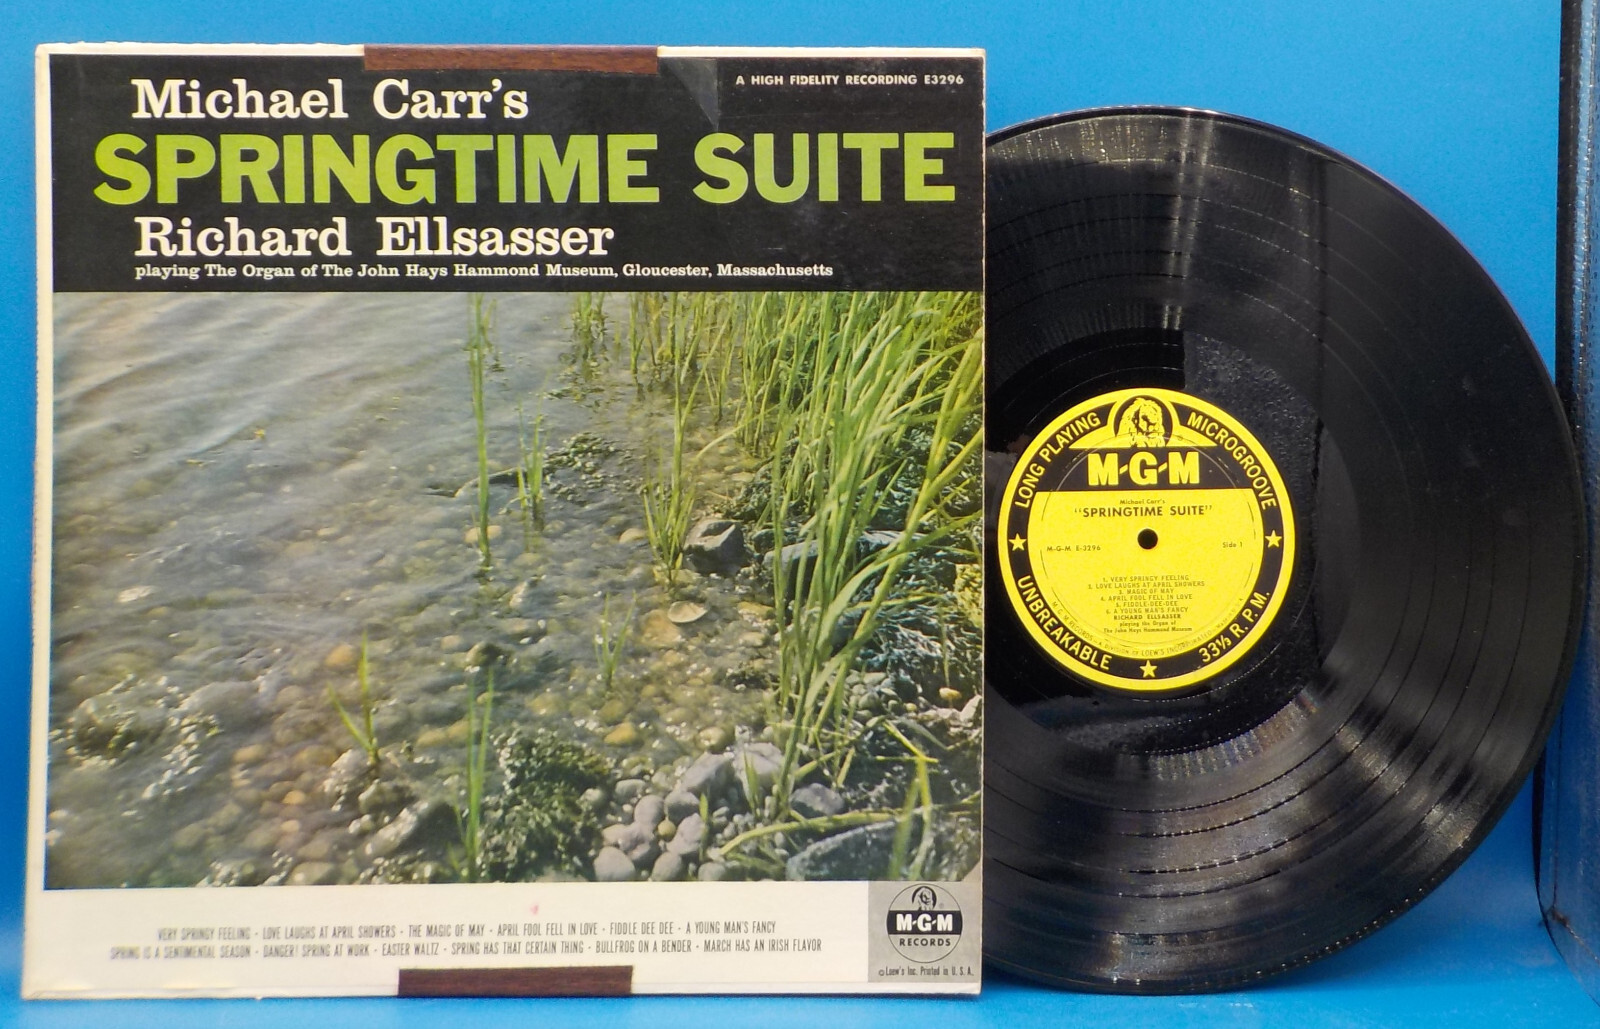 Michael Carr's
A HIGH FIDELITY RECORDING E3296
SPRINGTIME SUITE
Richard Ellsasser
playing The Organ of The John Hays Hammond Museum, Gloucester, Massachusetts
VERY SPRINGY FEELING - LOVE LAUGHS AT APRIL SHOWERS - THE MAGIC OF MAY - APRIL FOOL FELL IN LOVE - FIDDLE DEE DEE - A YOUNG MAN'S FANCY
SPRING IS A SENTIMENTAL SEASON - DANGER! SPRING AT WORK - EASTER WALTZ - SPRING HAS THAT CERTAIN THING - BULLFROG ON A BENDER - MARCH HAS AN IRISH FLAVOR
M-G-M
RECORDS
©Loew's Inc. Printed in U. S. A.
LONG PLAYING MICROGROOVE
M-G-M
Michael Carr's
"SPRINGTIME SUITE"
M-G-M E-3296
Side 1
1. VERY SPRINGY FEELING
2. LOVE LAUGHS AT APRIL SHOWERS
3. MAGIC OF MAY
4. APRIL FOOL FELL IN LOVE
5. FIDDLE-DEE-DEE
6. A YOUNG MAN'S FANCY
RICHARD ELLSASSER
playing the Organ of
The John Hays Hammond Museum
M-G-M RECORDS—A DIVISION OF LOEW'S INCORPORATED
UNBREAKABLE
33⅓ R.P.M.